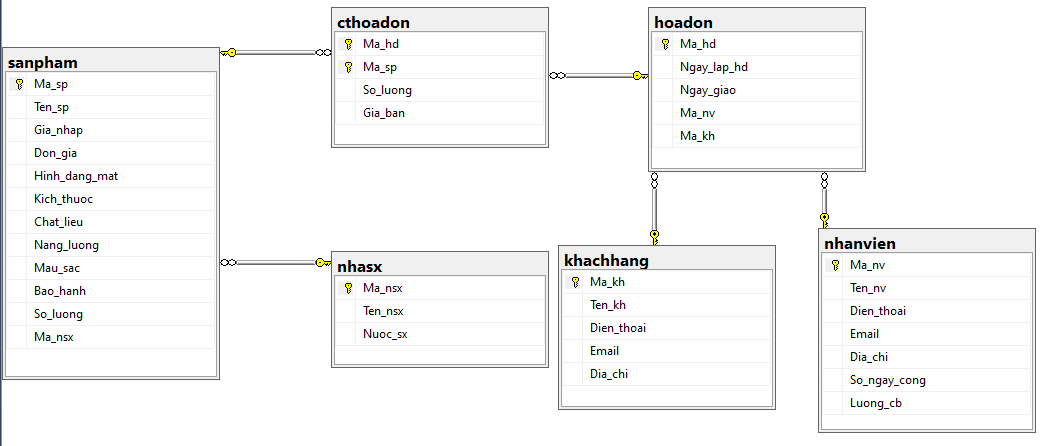 sanpham
Ma_sp
Ten_sp
Gia_nhap
Don_gia
Hinh_dang_mat
Kich_thuoc
Chat_lieu
Nang_luong
Mau_sac
Bao_hanh
So_luong
Ma_nsx
cthoadon
Ma_hd
Ma_sp
So_luong
Gia_ban
hoadon
Ma_hd
Ngay_lap_hd
Ngay_giao
Ma_nv
Ma_kh
nhasx
Ma_nsx
Ten_nsx
Nuoc_sx
khachhang
Ma_kh
Ten_kh
Dien_thoai
Email
Dia_chi
nhanvien
Ma_nv
Ten_nv
Dien_thoai
Email
Dia_chi
So_ngay_cong
Luong_cb